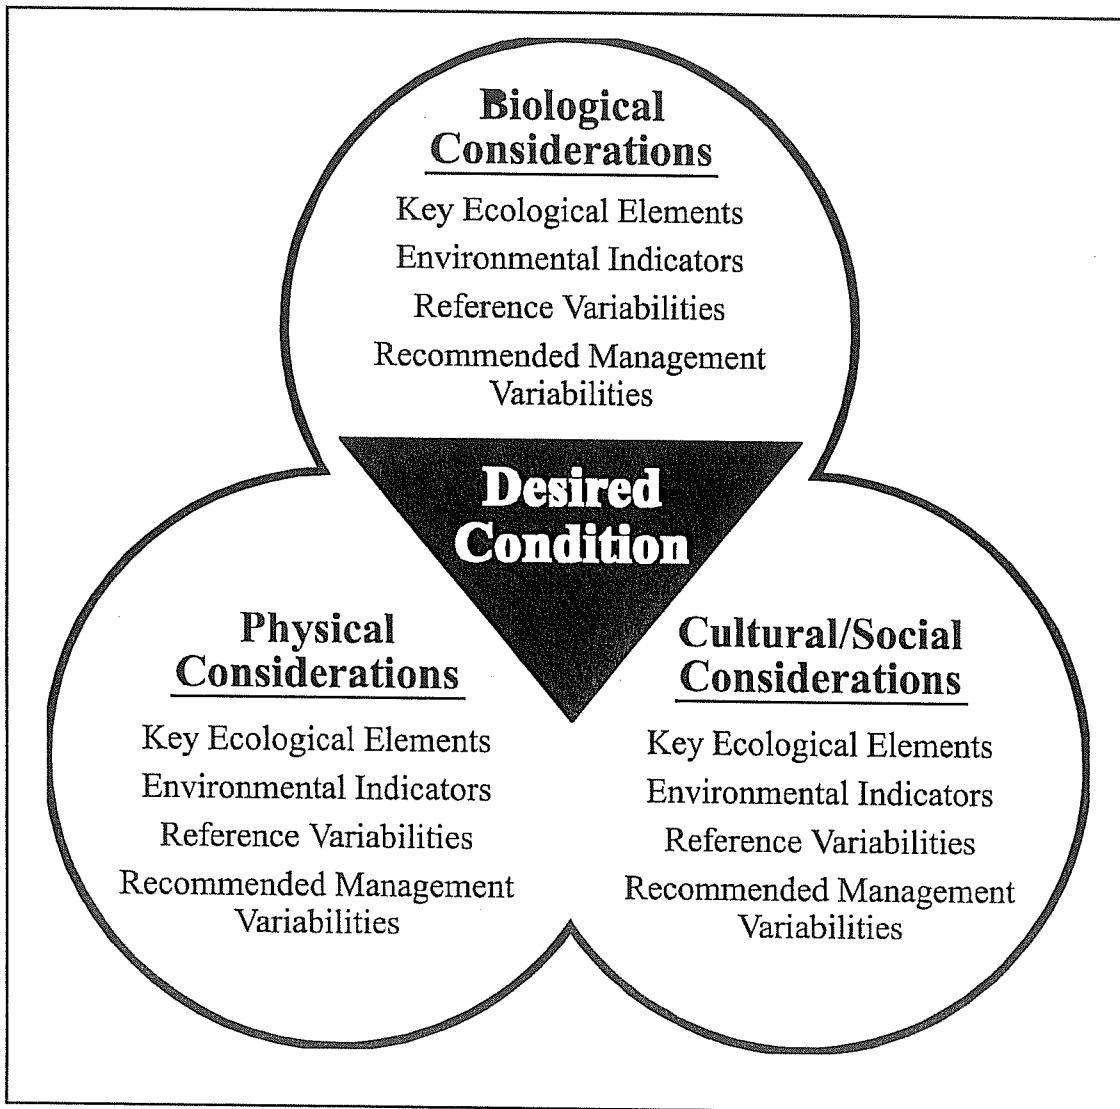 Biological
Considerations
Key Ecological Elements
Environmental Indicators
Reference Variabilities
Recommended Management
Variabilities
Desired
Condition
Physical
Considerations
Key Ecological Elements
Environmental Indicators
Reference Variabilities
Recommended Management
Variabilities
Cultural/Social
Considerations
Key Ecological Elements
Environmental Indicators
Reference Variabilities
Recommended Management
Variabilities